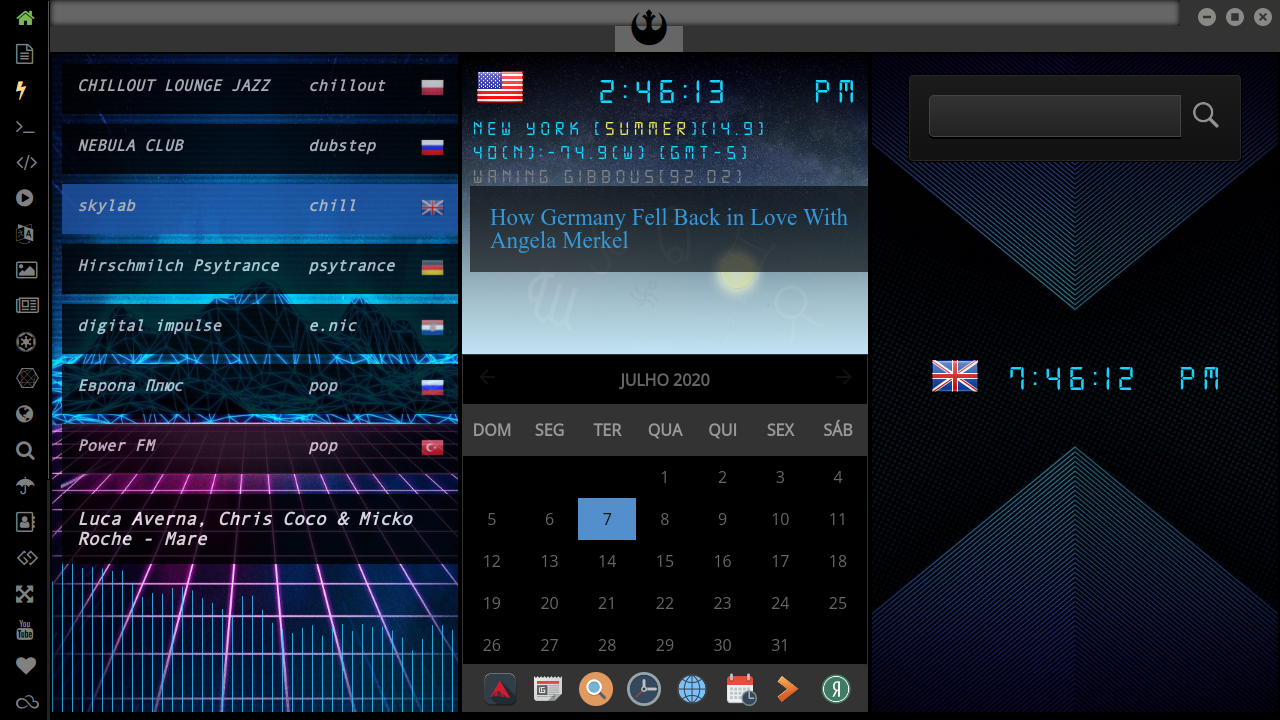 CHILLOUT LOUNGE JAZZ chillout
NEBULA CLUB dubstep
skylab chill
Hirschmilch Psytrance psytrance
digital impulse e.nic
Европа Плюс pop
Power FM pop
Luca Averna, Chris Coco & Micko
Roche - Mare
2:46:13 PM
NEW YORK [SUMMER][14.9]
40(N):-74.9(W) [GMT-5]
WANING GIBBOUS[92.02]
How Germany Fell Back in Love With
Angela Merkel
JULHO 2020
DOM SEG TER QUA QUI SEX SÁB
1 2 3 4
5 6 7 8 9 10 11
12 13 14 15 16 17 18
19 20 21 22 23 24 25
26 27 28 29 30 31
7:46:12 PM
You
Tube
Я